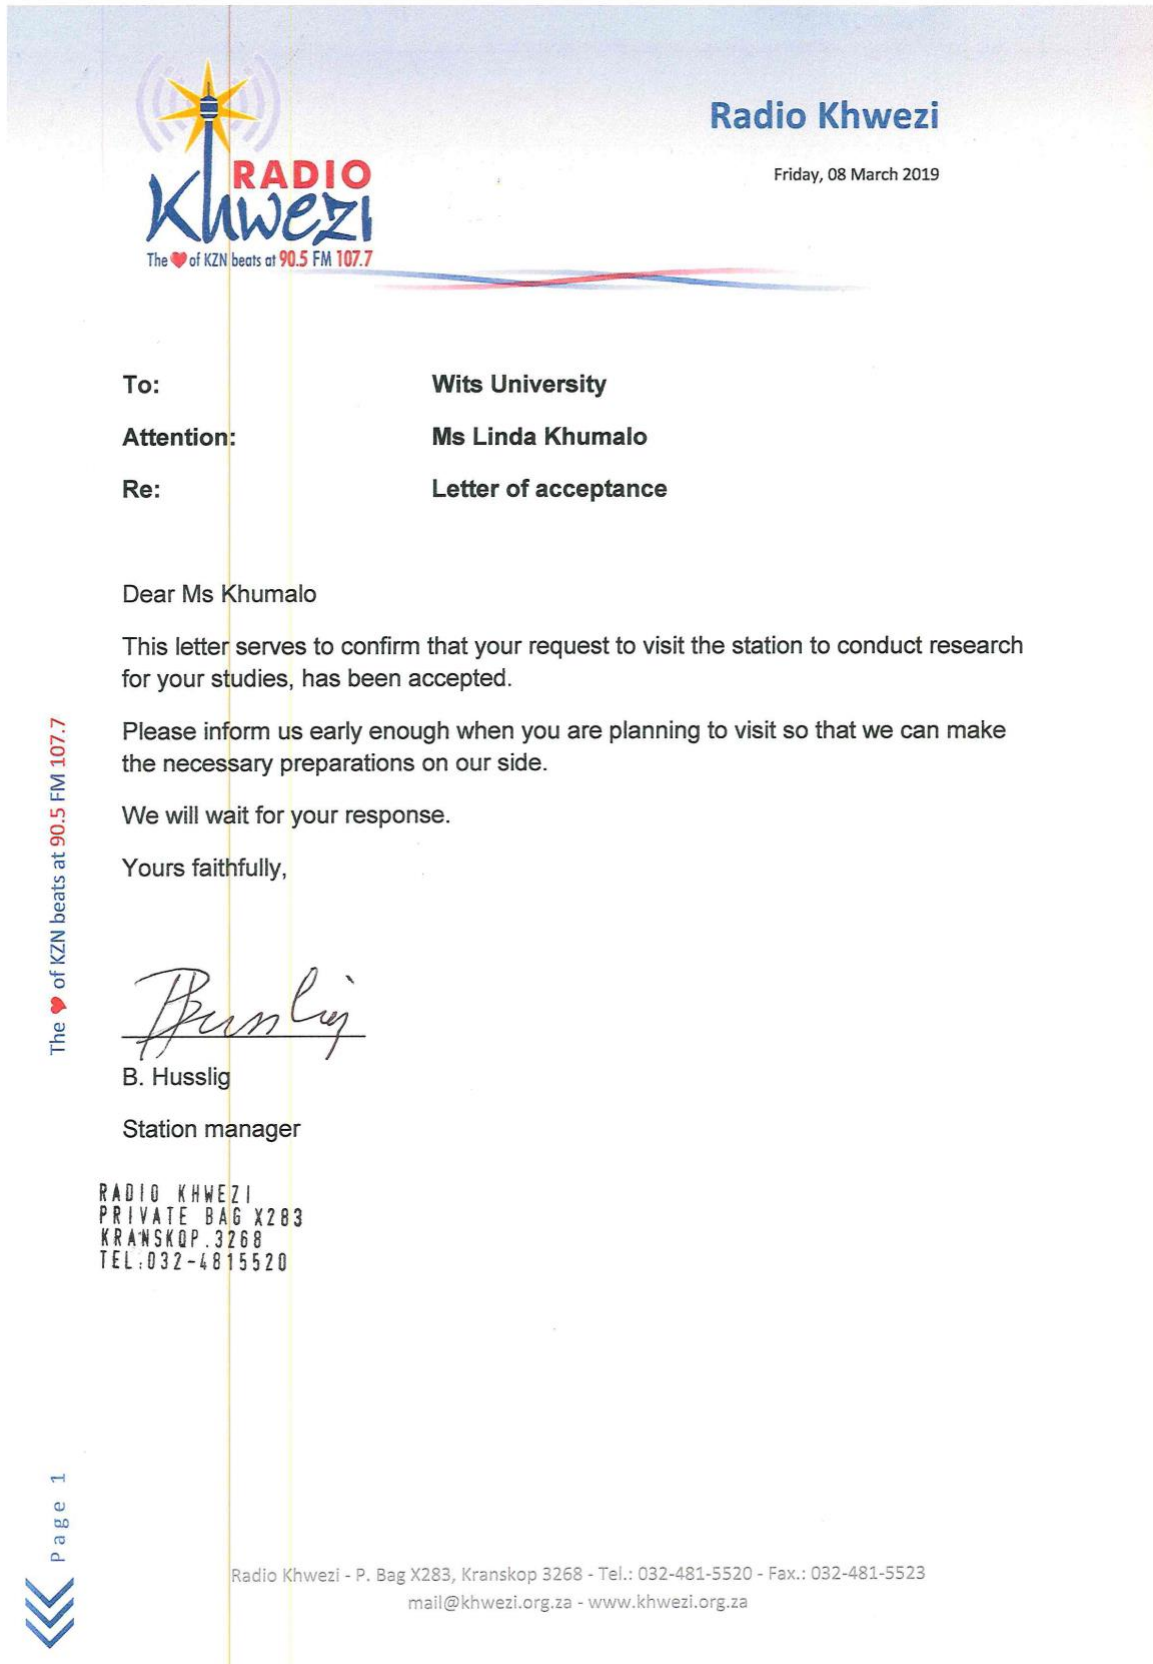 RADIO
Khwezi
The ❤ of KZN beats at 90.5 FM 107.7
Radio Khwezi
Friday, 08 March 2019
To: Wits University
Attention: Ms Linda Khumalo
Re: Letter of acceptance
Dear Ms Khumalo
This letter serves to confirm that your request to visit the station to conduct research
for your studies, has been accepted.
Please inform us early enough when you are planning to visit so that we can make
the necessary preparations on our side.
We will wait for your response.
Yours faithfully,
B. Husslig
Station manager
RADIO KHWEZI
PRIVATE BAG X283
KRANSKOP.3268
TEL:032-4815520
The ❤ of KZN beats at 90.5 FM 107.7
Page 1
Radio Khwezi - P. Bag X283, Kranskop 3268 - Tel.: 032-481-5520 - Fax.: 032-481-5523
mail@khwezi.org.za - www.khwezi.org.za